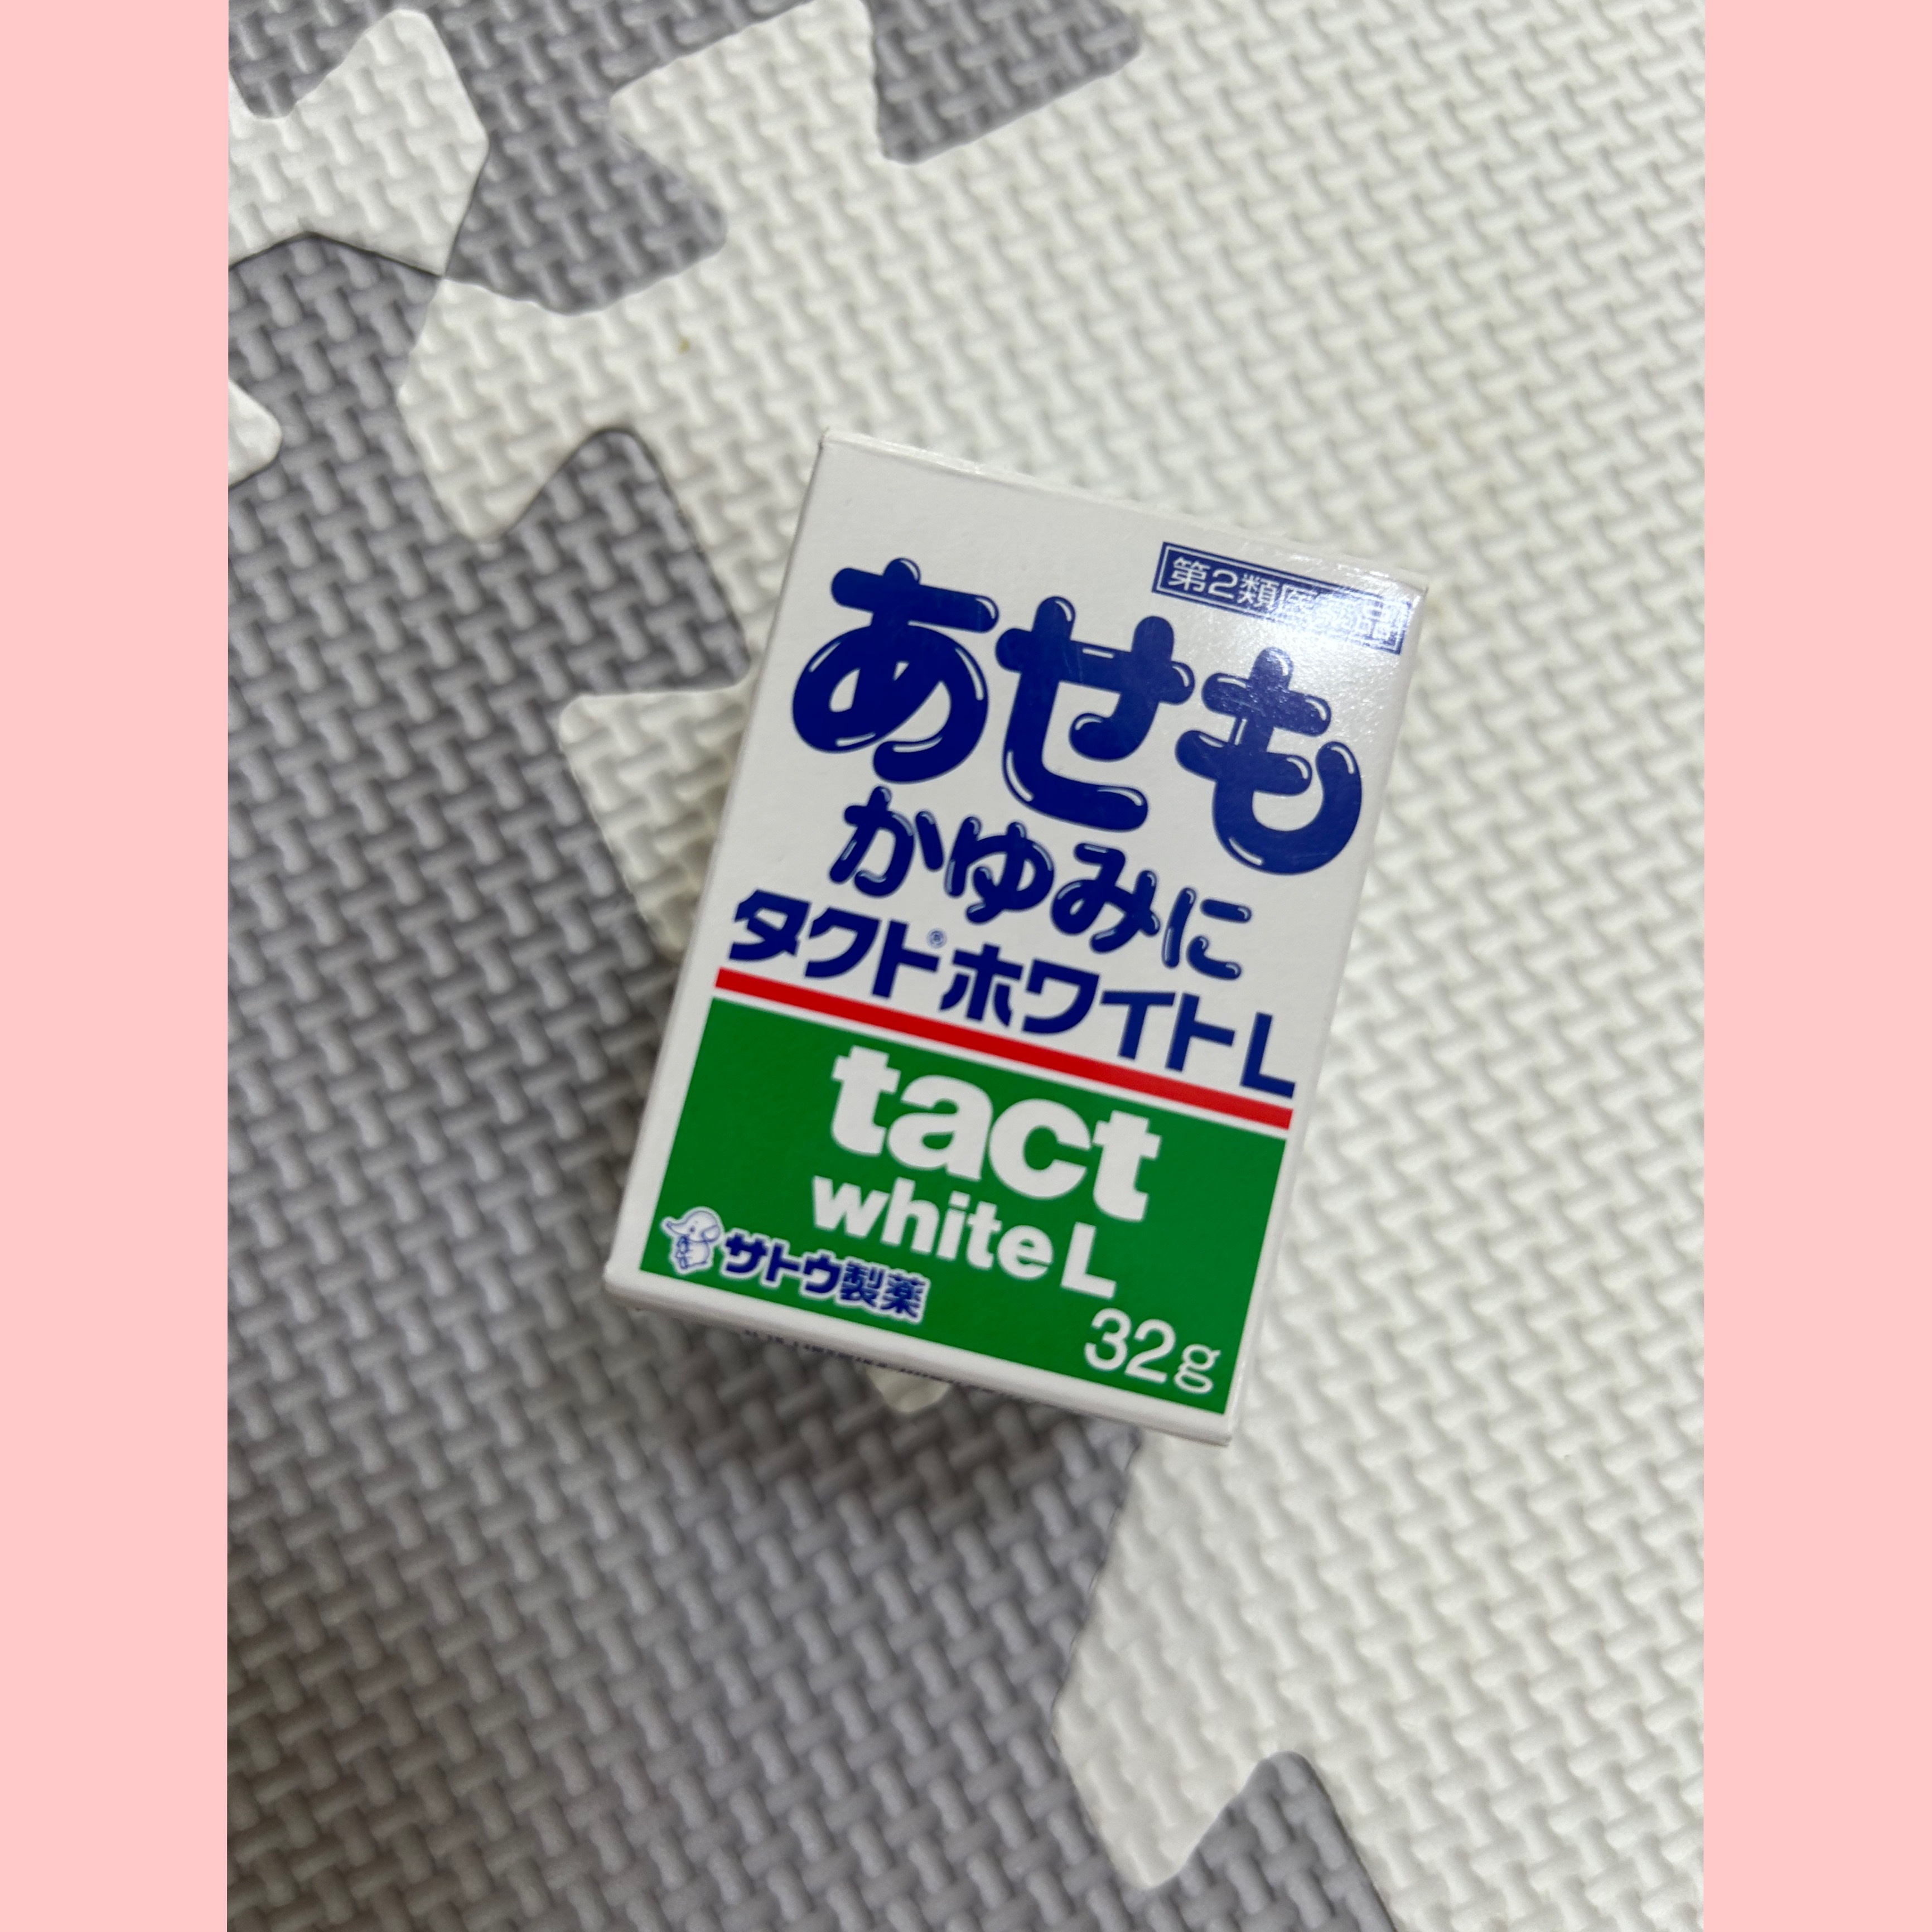 第2類医薬品
あせも
かゆみに
タクト®ホワイトL
tact
white L
サトウ製薬
32g